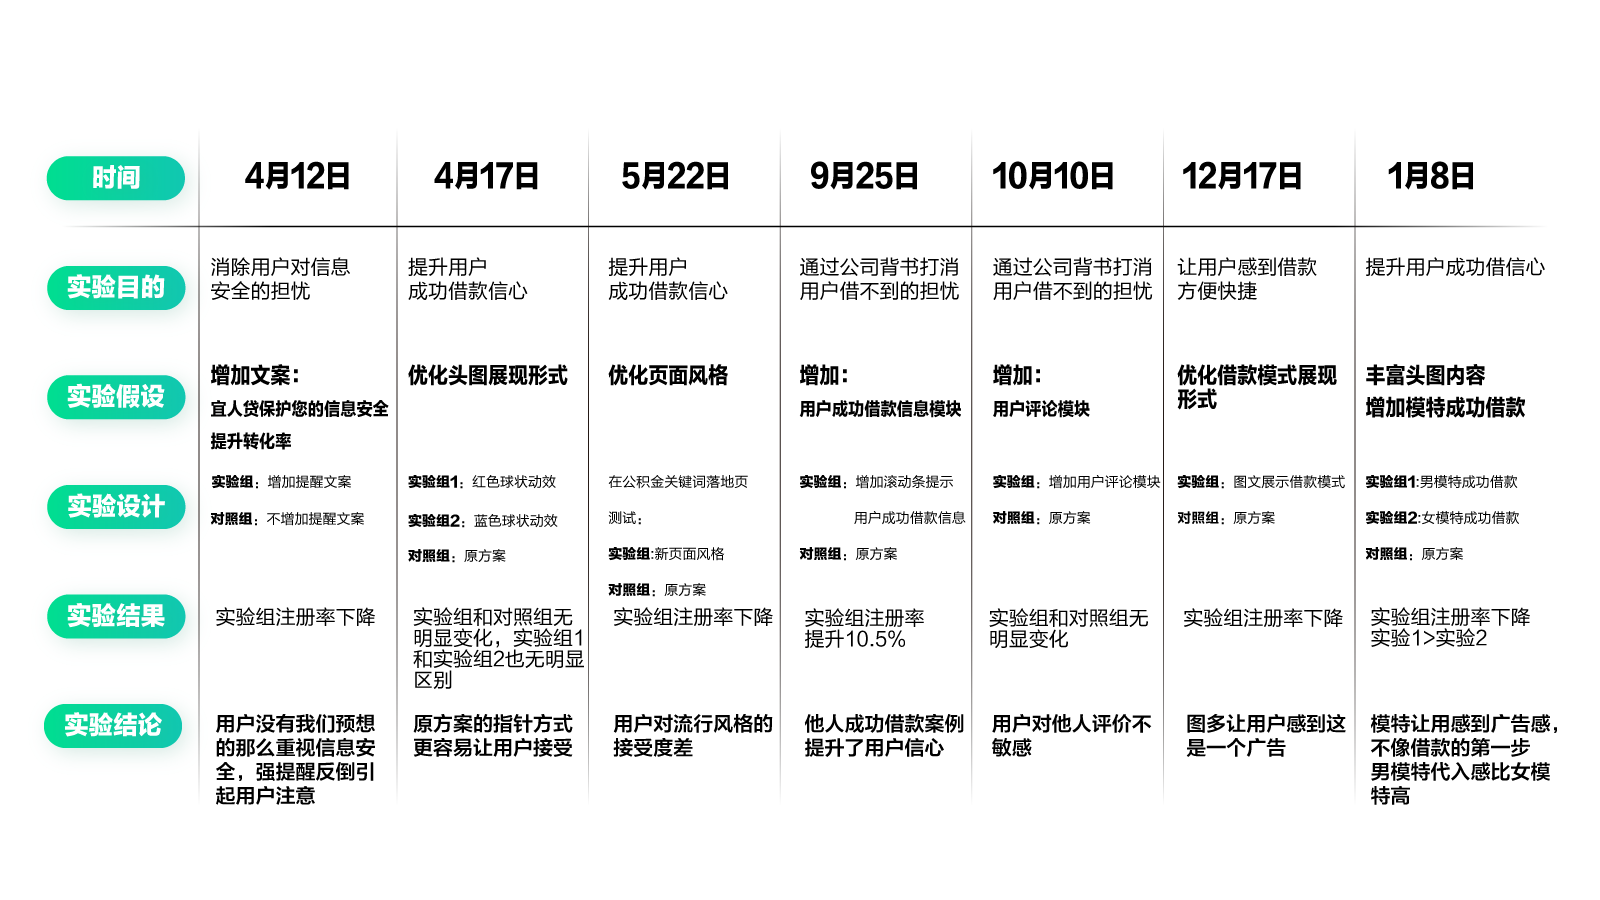 时间
4月12日
4月17日
5月22日
9月25日
10月10日
12月17日
1月8日
实验目的
消除用户对信息
安全的担忧
提升用户
成功借款信心
提升用户
成功借款信心
通过公司背书打消
用户借不到的担忧
通过公司背书打消
用户借不到的担忧
让用户感到借款
方便快捷
提升用户成功借信心
实验假设
增加文案：
宜人贷保护您的信息安全
提升转化率
优化头图展现形式
优化页面风格
增加：
用户成功借款信息模块
增加：
用户评论模块
优化借款模式展现
形式
丰富头图内容
增加模特成功借款
实验设计
实验组：增加提醒文案
对照组：不增加提醒文案
实验组1：红色球状动效
实验组2：蓝色球状动效
对照组：原方案
在公积金关键词落地页
测试：
实验组:新页面风格
对照组：原方案
实验组：增加滚动条提示
用户成功借款信息
对照组：原方案
实验组：增加用户评论模块
对照组：原方案
实验组：图文展示借款模式
对照组：原方案
实验组1:男模特成功借款
实验组2:女模特成功借款
对照组：原方案
实验结果
实验组注册率下降
实验组和对照组无
明显变化，实验组1
和实验组2也无明显
区别
实验组注册率下降
实验组注册率
提升10.5%
实验组和对照组无
明显变化
实验组注册率下降
实验组注册率下降
实验1>实验2
实验结论
用户没有我们预想
的那么重视信息安
全，强提醒反倒引
起用户注意
原方案的指针方式
更容易让用户接受
用户对流行风格的
接受度差
他人成功借款案例
提升了用户信心
用户对他人评价不
敏感
图多让用户感到这
是一个广告
模特让用感到广告感，
不像借款的第一步
男模特代入感比女模
特高